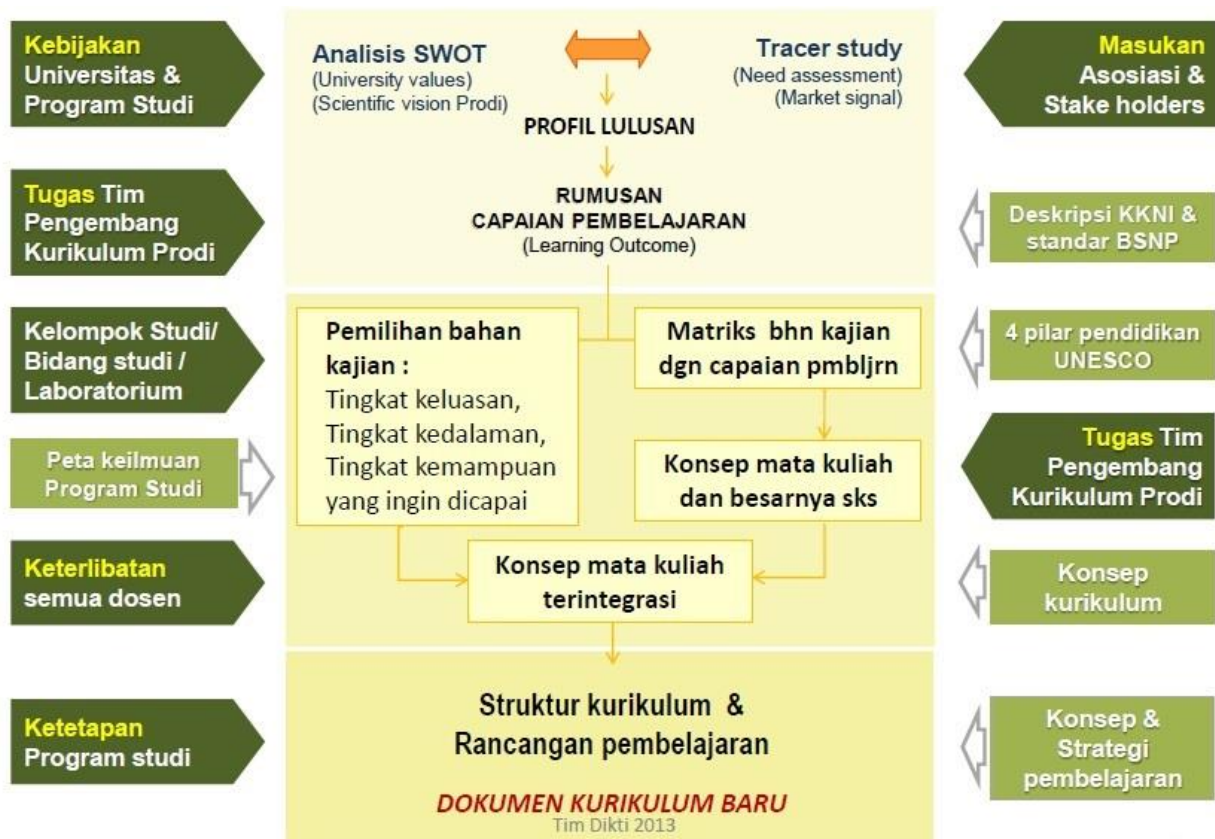 Kebijakan
Universitas &
Program Studi
Analisis SWOT
(University values)
(Scientific vision Prodi)
Tracer study
(Need assessment)
(Market signal)
Masukan
Asosiasi &
Stake holders
PROFIL LULUSAN
Tugas Tim
Pengembang
Kurikulum Prodi
RUMUSAN
CAPAIAN PEMBELAJARAN
(Learning Outcome)
Deskripsi KKNI &
standar BSNP
Kelompok Studi/
Bidang studi /
Laboratorium
Pemilihan bahan
kajian :
Tingkat keluasan,
Tingkat kedalaman,
Tingkat kemampuan
yang ingin dicapai
Matriks bhn kajian
dgn capaian pmbljrn
4 pilar pendidikan
UNESCO
Peta keilmuan
Program Studi
Konsep mata kuliah
dan besarnya sks
Tugas Tim
Pengembang
Kurikulum Prodi
Keterlibatan
semua dosen
Konsep mata kuliah
terintegrasi
Konsep
kurikulum
Ketetapan
Program studi
Struktur kurikulum &
Rancangan pembelajaran
Konsep &
Strategi
pembelajaran
DOKUMEN KURIKULUM BARU
Tim Dikti 2013